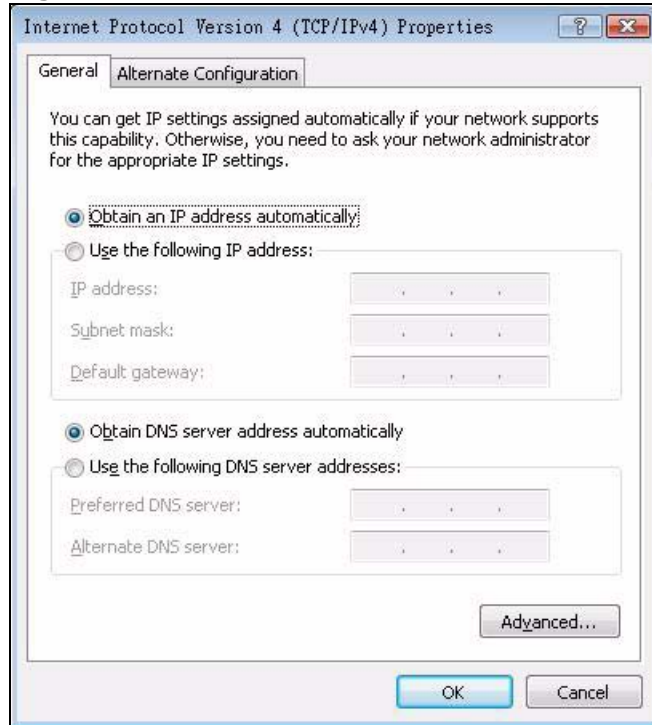 Internet Protocol Version 4 (TCP/IPv4) Properties
General
Alternate Configuration
You can get IP settings assigned automatically if your network supports
this capability. Otherwise, you need to ask your network administrator
for the appropriate IP settings.
Obtain an IP address automatically
Use the following IP address:
IP address:
Subnet mask:
Default gateway:
Obtain DNS server address automatically
Use the following DNS server addresses:
Preferred DNS server:
Alternate DNS server:
Advanced...
OK
Cancel